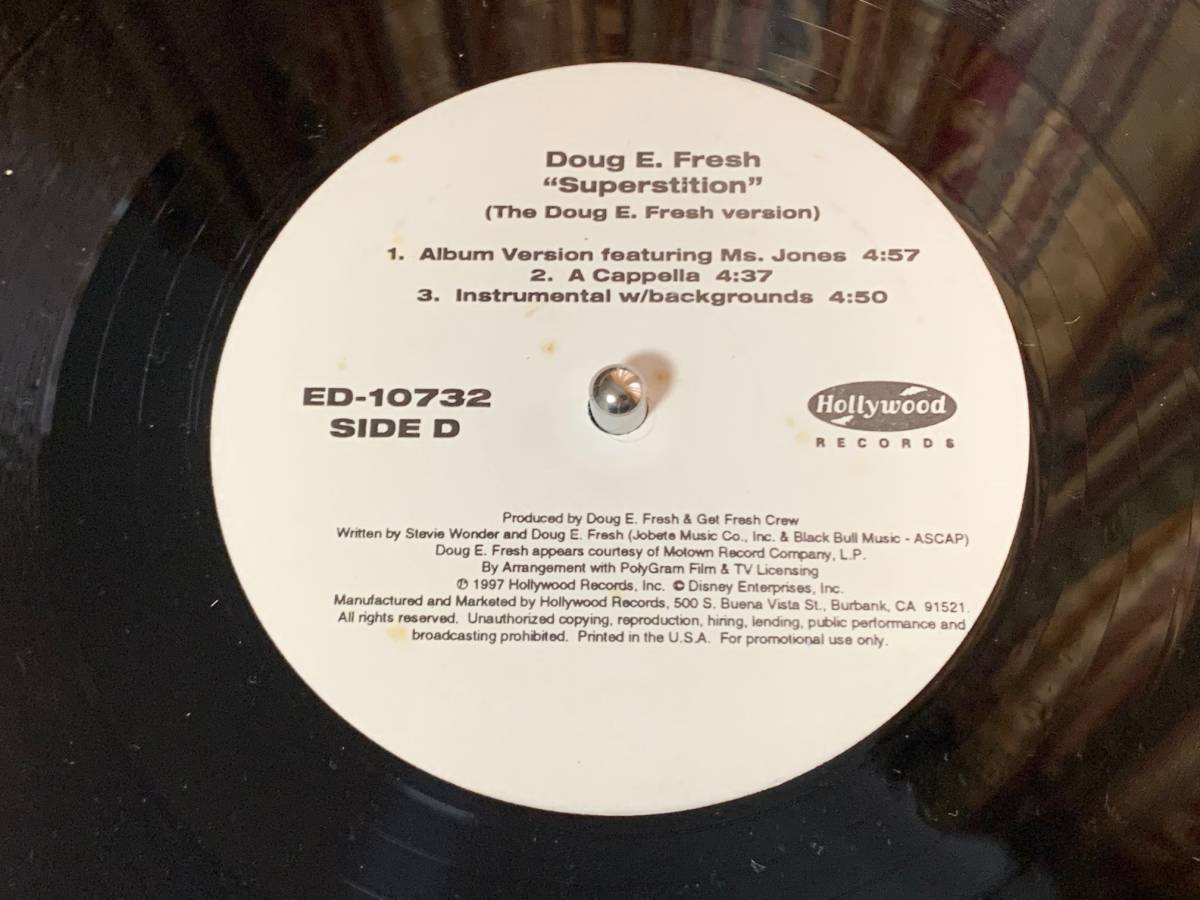 Doug E. Fresh
“Superstition”
(The Doug E. Fresh version)
1. Album Version featuring Ms. Jones 4:57
2. A Cappella 4:37
3. Instrumental w/backgrounds 4:50
ED-10732
SIDE D
Hollywood
RECORDS
Produced by Doug E. Fresh & Get Fresh Crew
Written by Stevie Wonder and Doug E. Fresh (Jobete Music Co., Inc. & Black Bull Music - ASCAP)
Doug E. Fresh appears courtesy of Motown Record Company, L.P.
By Arrangement with PolyGram Film & TV Licensing
℗ 1997 Hollywood Records, Inc. © Disney Enterprises, Inc.
Manufactured and Marketed by Hollywood Records, 500 S. Buena Vista St., Burbank, CA 91521.
All rights reserved. Unauthorized copying, reproduction, hiring, lending, public performance and
broadcasting prohibited. Printed in the U.S.A. For promotional use only.